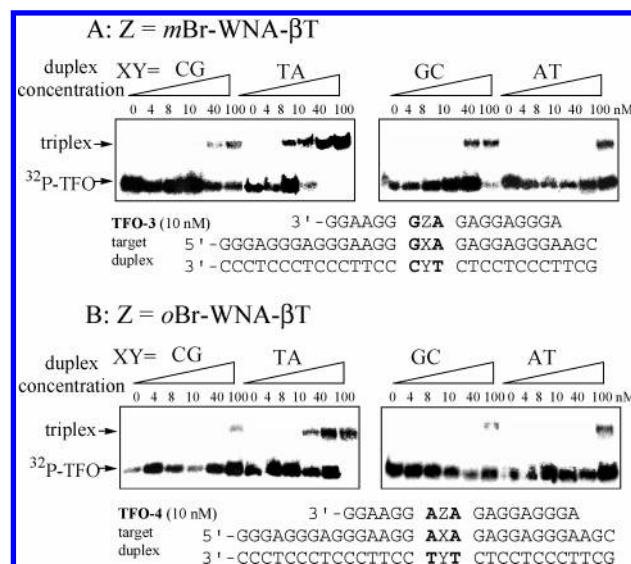 A: Z = mBr-WNA-βT
duplex concentration XY= CG TA GC AT
0 4 8 10 40 100 0 4 8 10 40 100 0 4 8 10 40 100 0 4 8 10 40 100 nM
triplex
32P-TFO
TFO-3 (10 nM) 3'-GGAAGG GZA GAGGAGGGA
target 5'-GGGAGGGAGGGAAGG GXA GAGGAGGGAAGC
duplex 3'-CCCTCCCTCCCTTCC CYT CTCCTCCCTTCG
B: Z = oBr-WNA-βT
duplex concentration XY= CG TA GC AT
0 4 8 10 40 100 0 4 8 10 40 100 0 4 8 10 40 100 0 4 8 10 40 100 nM
triplex
32P-TFO
TFO-4 (10 nM) 3'-GGAAGG AZA GAGGAGGGA
target 5'-GGGAGGGAGGGAAGG AXA GAGGAGGGAAGC
duplex 3'-CCCTCCCTCCCTTCC TYT CTCCTCCCTTCG